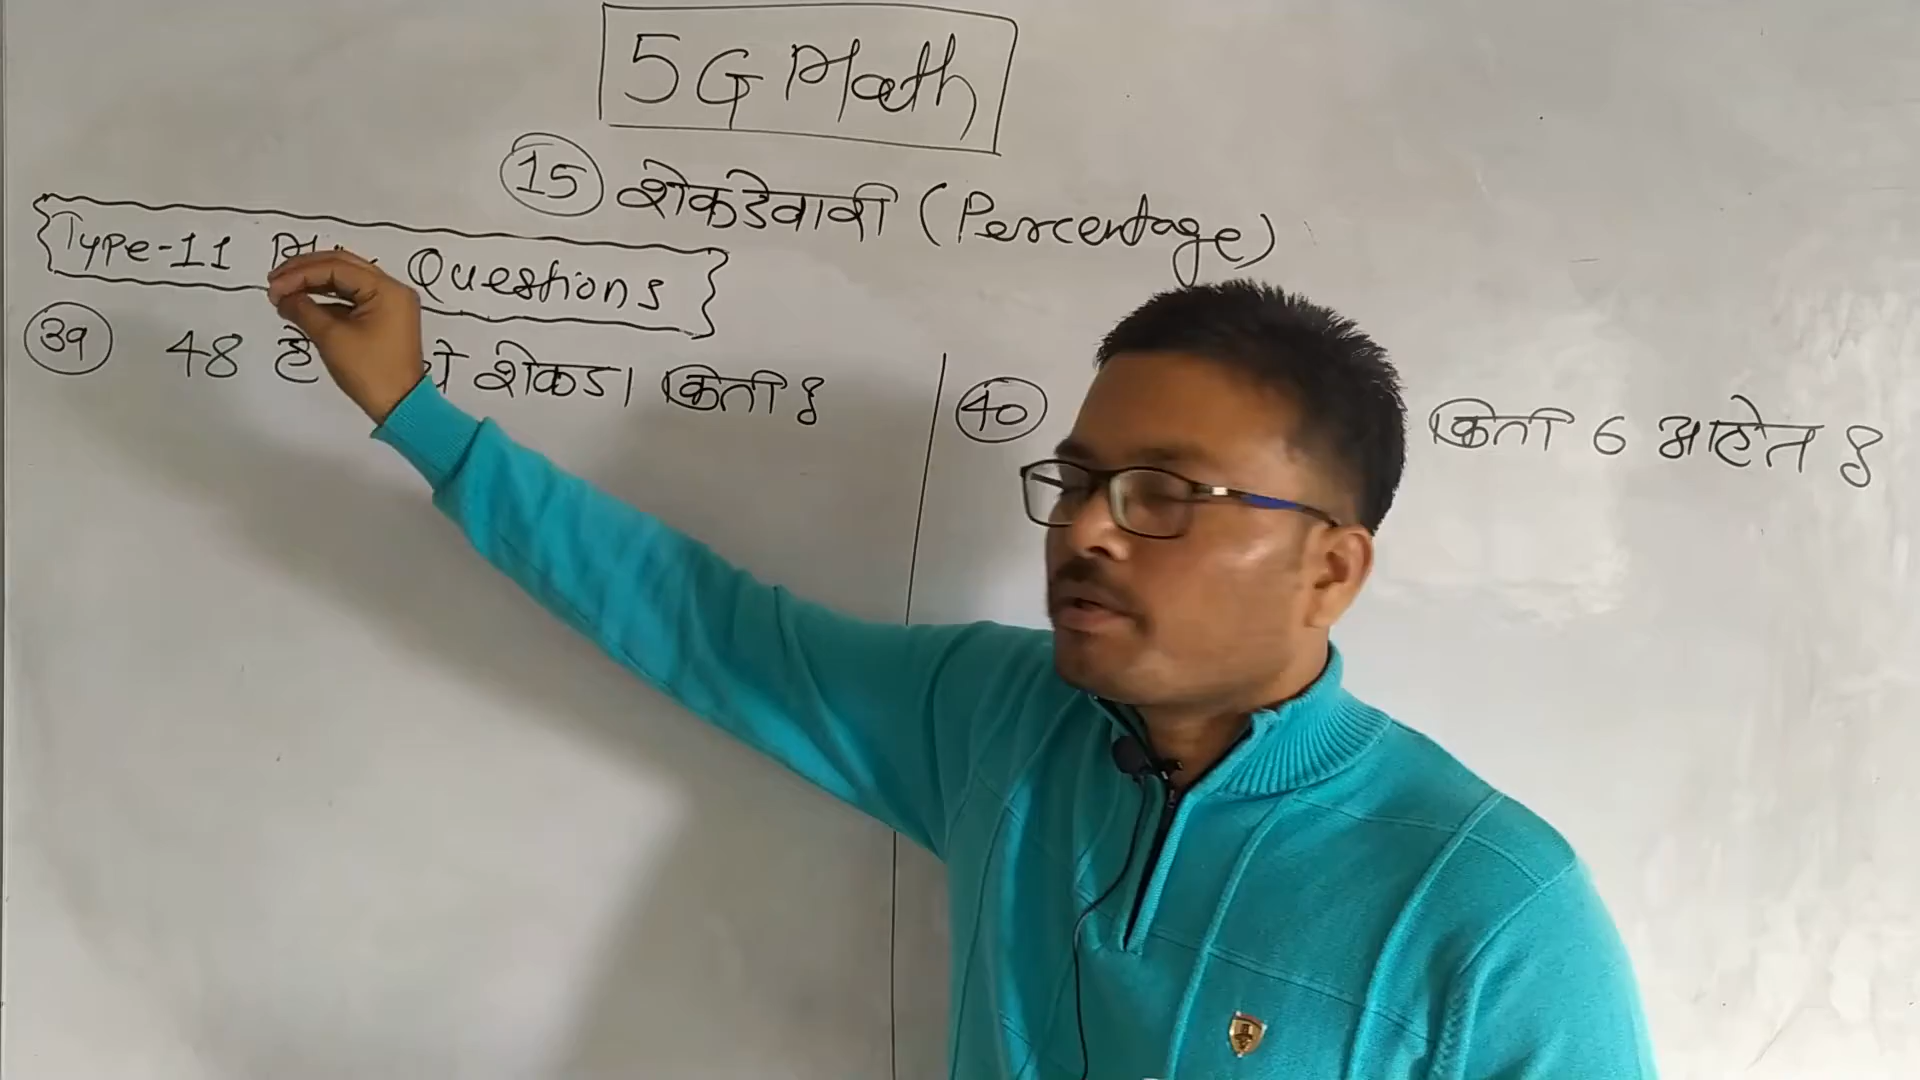 5G Math
15 शेकडेवारी (Percentage)
Type-11 Questions
39 48 हे शेकडा किती?
40 किती 6 आहेत?